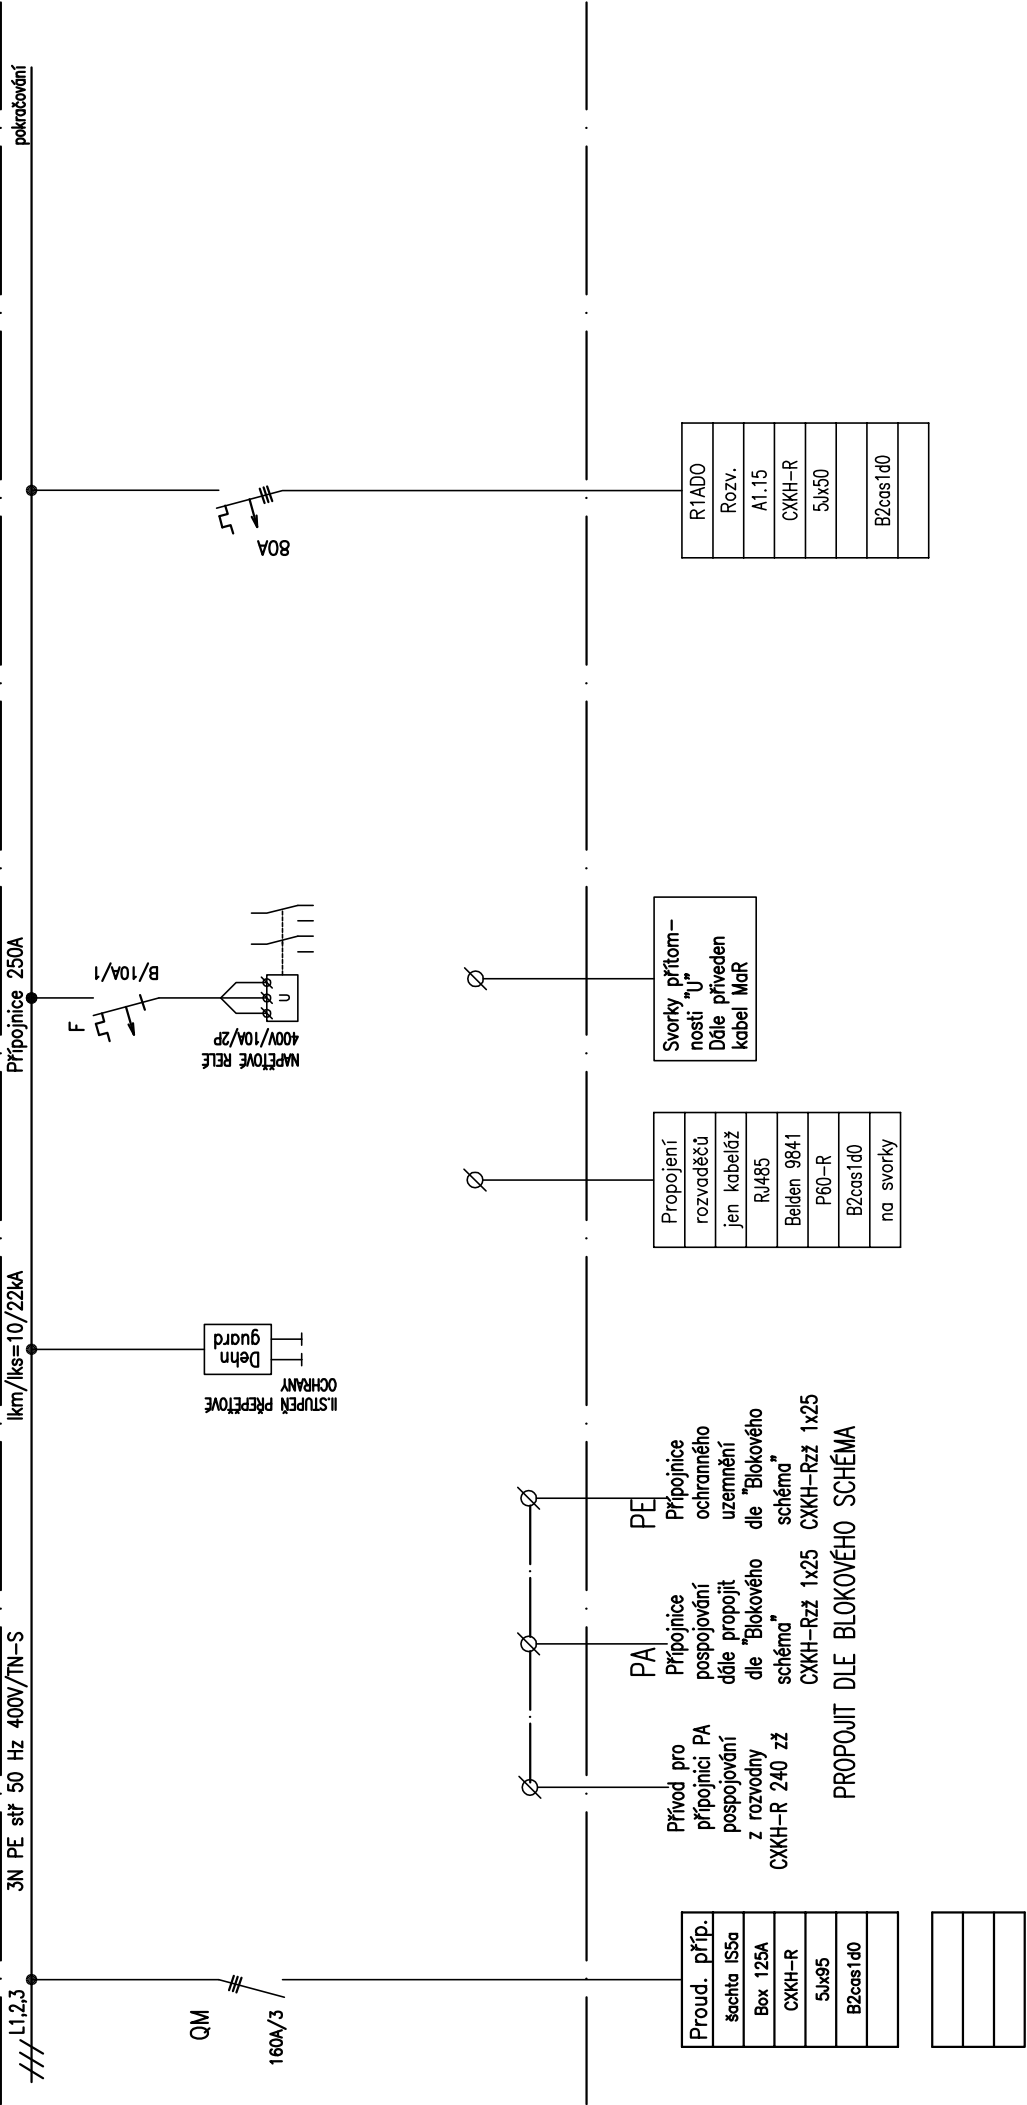 L1,2,3
3N PE stř 50 Hz 400V/TN-S
Ikm/Iks=10/22kA
Přípojnice 250A
pokračování
QM
160A/3
Dehn
guard
II.STUPEŇ PŘEPĚŤOVÉ
OCHRANY
F
B/10A/1
U
NAPĚŤOVÉ RELÉ
400V/10A/2P
80A
Proud. příp.
šachta IS5a
Box 125A
CXKH-R
5Jx95
B2cas1d0
Přívod pro
přípojnici PA
pospojování
z rozvodny
CXKH-R 240 zž
PA
Přípojnice
pospojování
dále propojit
dle "Blokového
schéma"
CXKH-Rzž 1x25
PE
Přípojnice
ochranného
uzemnění
dle "Blokového
schéma"
CXKH-Rzž 1x25
PROPOJIT DLE BLOKOVÉHO SCHÉMA
Propojení
rozvaděčů
jen kabeláž
RJ485
Belden 9841
P60-R
B2cas1d0
na svorky
Svorky přítom-
nosti "U"
Dále přiveden
kabel MaR
R1ADO
Rozv.
A1.15
CXKH-R
5Jx50
B2cas1d0